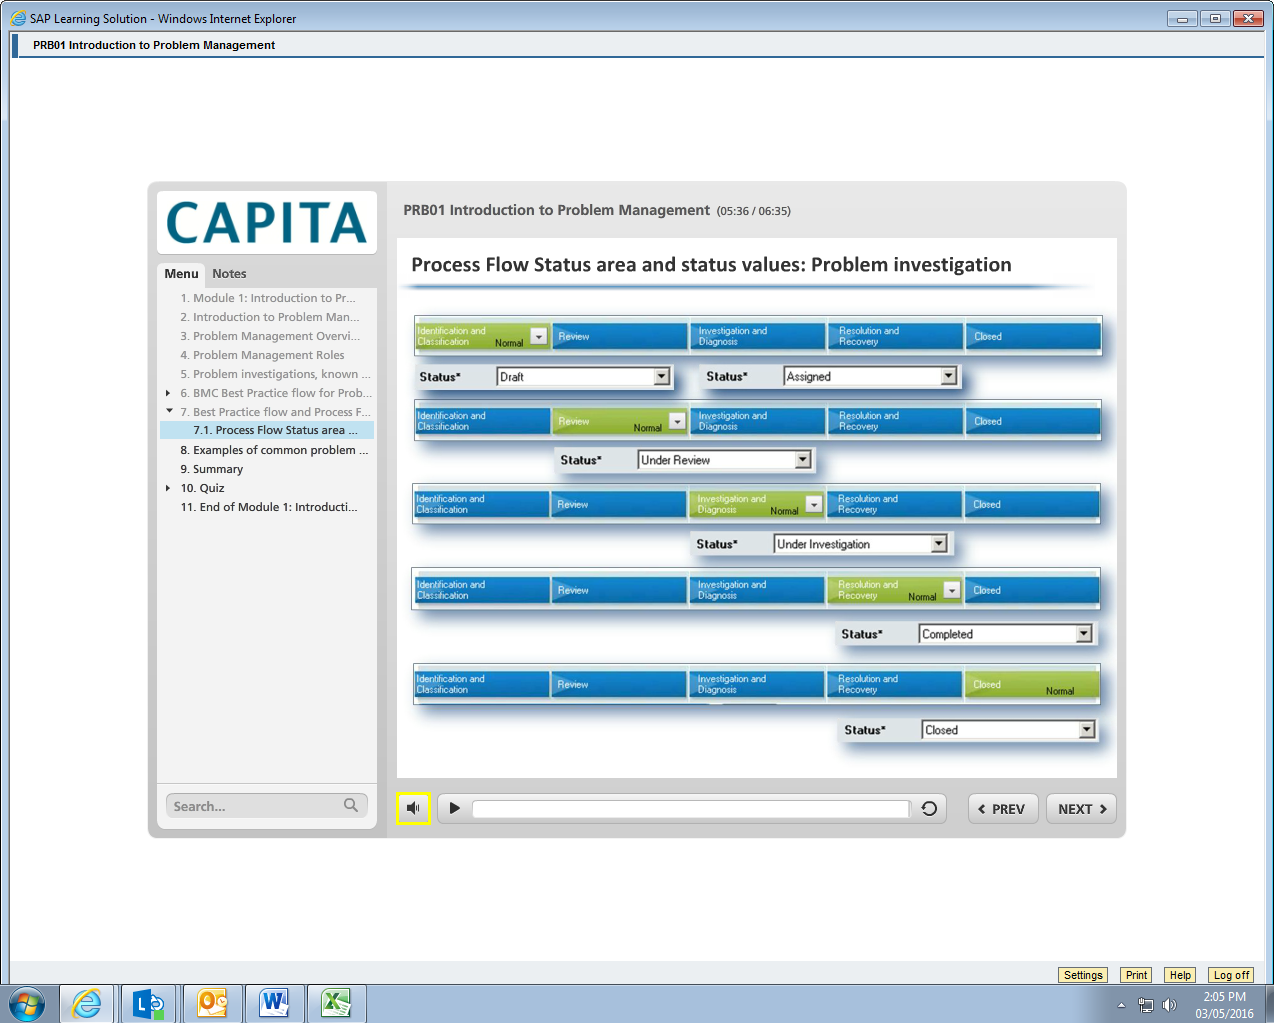 SAP Learning Solution - Windows Internet Explorer
PRB01 Introduction to Problem Management
CAPITA
PRB01 Introduction to Problem Management (05:36 / 06:35)
Menu Notes
1. Module 1: Introduction to Pr...
2. Introduction to Problem Man...
3. Problem Management Overvi...
4. Problem Management Roles
5. Problem investigations, known ...
6. BMC Best Practice flow for Prob...
7. Best Practice flow and Process F...
7.1. Process Flow Status area ...
8. Examples of common problem ...
9. Summary
10. Quiz
11. End of Module 1: Introducti...
Search...
Process Flow Status area and status values: Problem investigation
Identification and Classification Normal Review Investigation and Diagnosis Resolution and Recovery Closed
Status* Draft Status* Assigned
Identification and Classification Review Normal Investigation and Diagnosis Resolution and Recovery Closed
Status* Under Review
Identification and Classification Review Investigation and Diagnosis Normal Resolution and Recovery Closed
Status* Under Investigation
Identification and Classification Review Investigation and Diagnosis Resolution and Recovery Normal Closed
Status* Completed
Identification and Classification Review Investigation and Diagnosis Resolution and Recovery Closed Normal
Status* Closed
PREV NEXT
Settings Print Help Log off
2:05 PM
03/05/2016